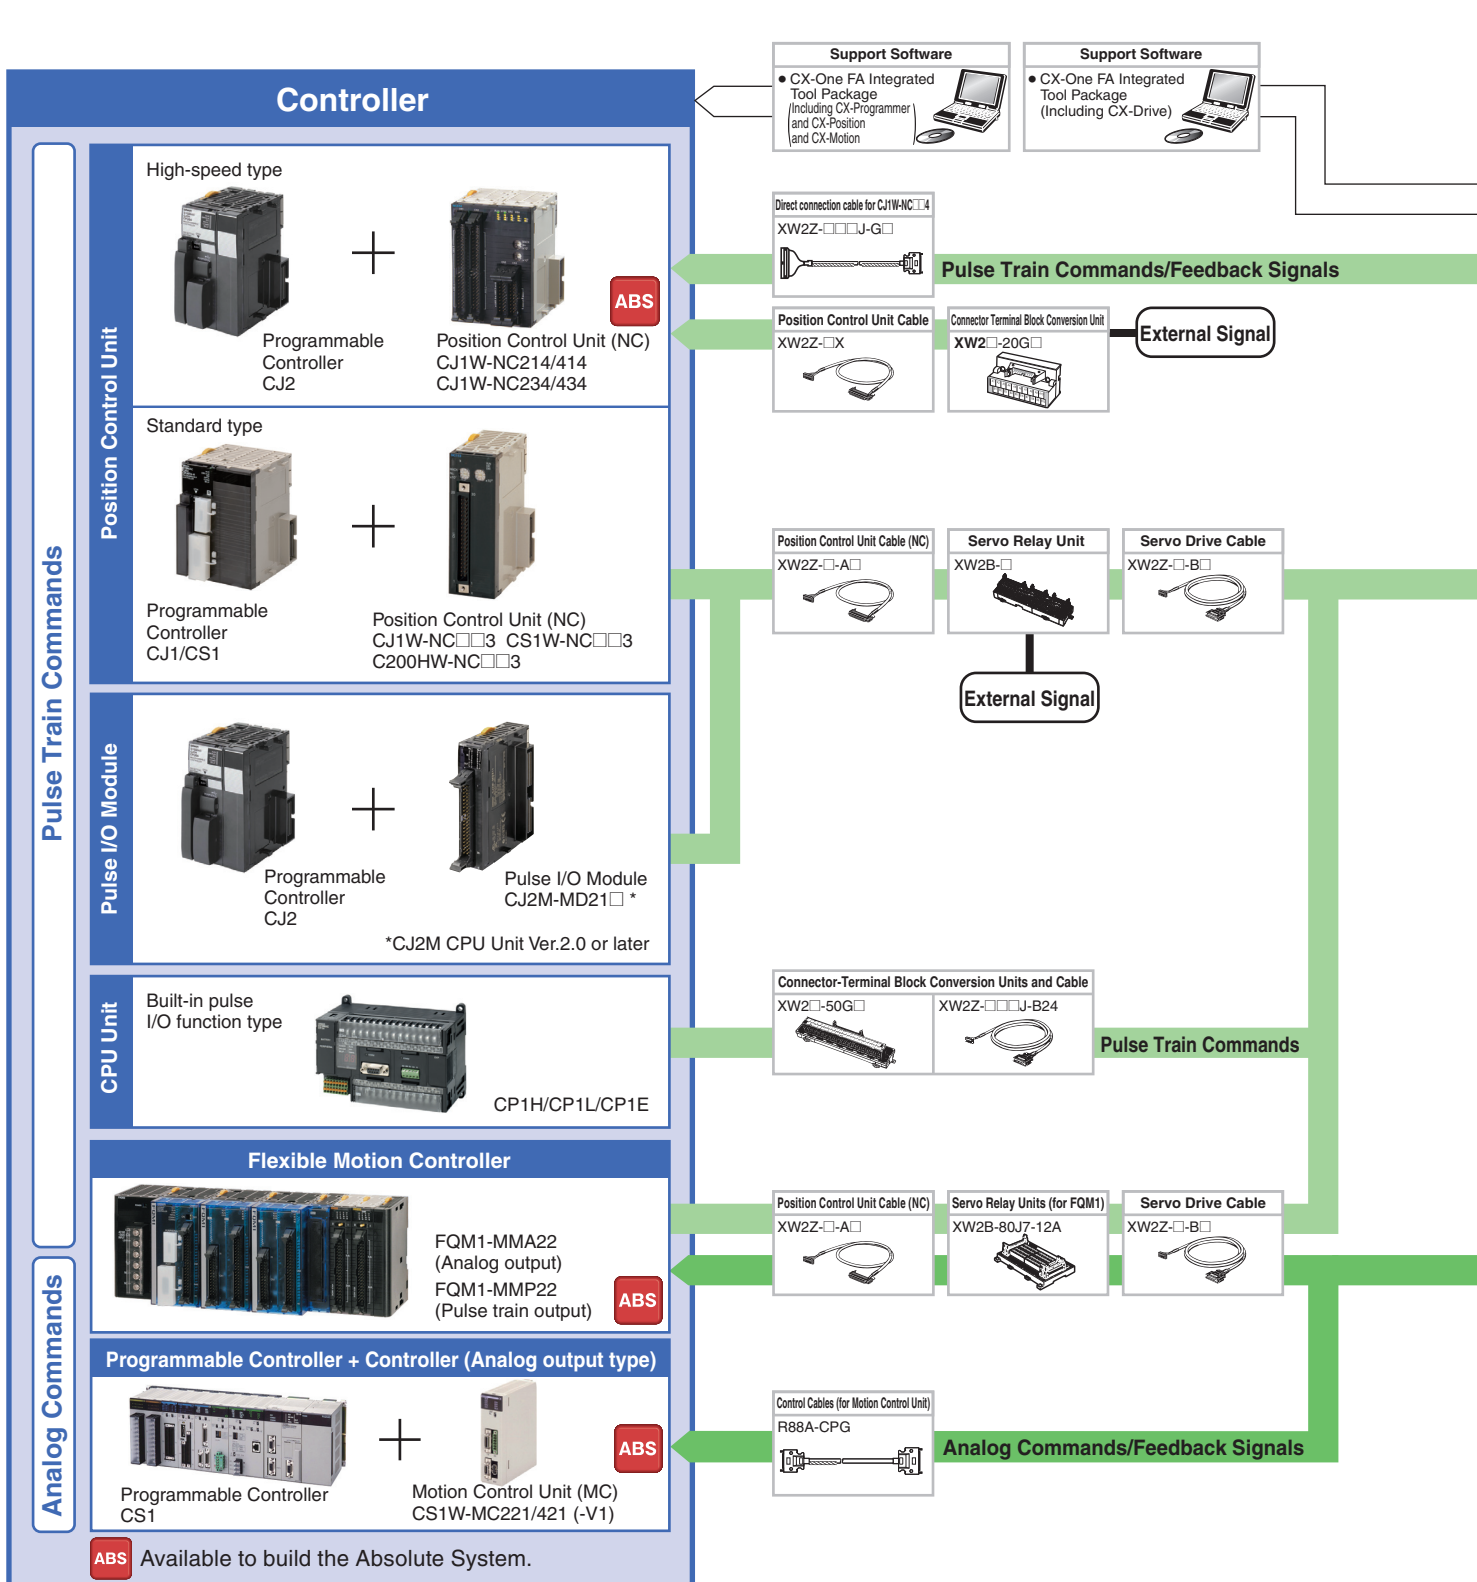 Support Software
● CX-One FA Integrated
Tool Package
(Including CX-Programmer
and CX-Position
and CX-Motion)
Support Software
● CX-One FA Integrated
Tool Package
(Including CX-Drive)
Controller
Pulse Train Commands
Position Control Unit
High-speed type
Programmable
Controller
CJ2
ABS
Position Control Unit (NC)
CJ1W-NC214/414
CJ1W-NC234/434
Direct connection cable for CJ1W-NC□□4
XW2Z-□□□J-G□
Pulse Train Commands/Feedback Signals
Position Control Unit Cable
XW2Z-□X
Connector Terminal Block Conversion Unit
XW2□-20G□
External Signal
Standard type
Programmable
Controller
CJ1/CS1
Position Control Unit (NC)
CJ1W-NC□□3 CS1W-NC□□3
C200HW-NC□□3
Position Control Unit Cable (NC)
XW2Z-□-A□
Servo Relay Unit
XW2B-□
Servo Drive Cable
XW2Z-□-B□
External Signal
Pulse I/O Module
Programmable
Controller
CJ2
Pulse I/O Module
CJ2M-MD21□ *
*CJ2M CPU Unit Ver.2.0 or later
CPU Unit
Built-in pulse
I/O function type
CP1H/CP1L/CP1E
Connector-Terminal Block Conversion Units and Cable
XW2□-50G□
XW2Z-□□□J-B24
Pulse Train Commands
Flexible Motion Controller
FQM1-MMA22
(Analog output)
FQM1-MMP22
(Pulse train output)
ABS
Position Control Unit Cable (NC)
XW2Z-□-A□
Servo Relay Units (for FQM1)
XW2B-80J7-12A
Servo Drive Cable
XW2Z-□-B□
Analog Commands
Programmable Controller + Controller (Analog output type)
Programmable Controller
CS1
Motion Control Unit (MC)
CS1W-MC221/421 (-V1)
ABS
Control Cables (for Motion Control Unit)
R88A-CPG
Analog Commands/Feedback Signals
ABS Available to build the Absolute System.